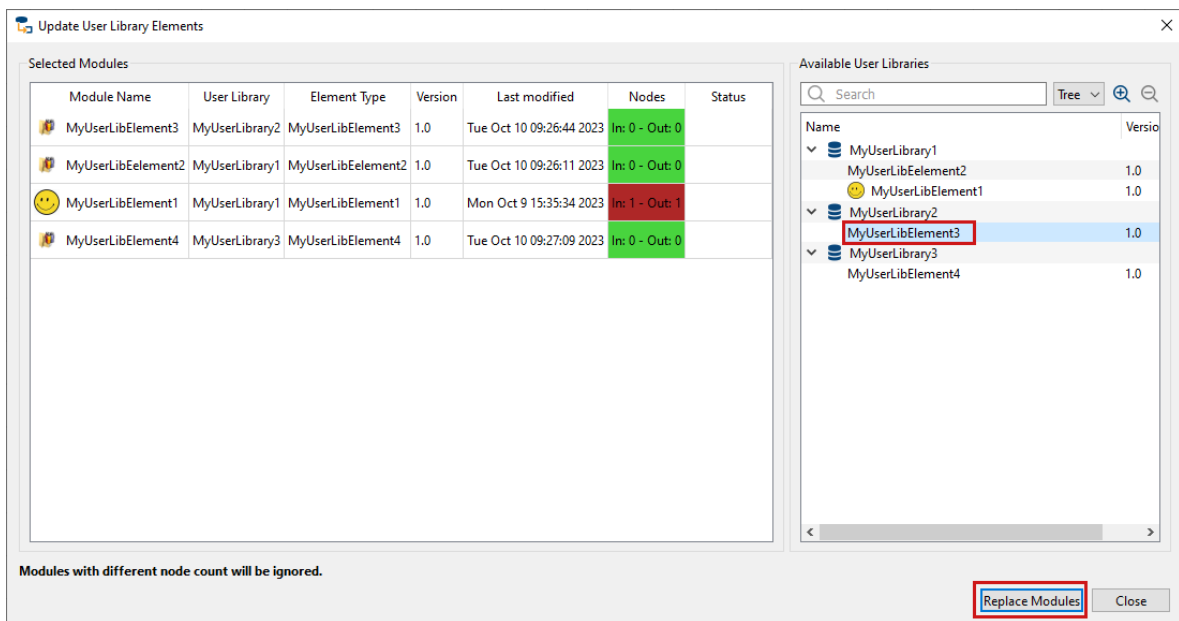 Update User Library Elements
Selected Modules
Module Name User Library Element Type Version Last modified Nodes Status
MyUserLibElement3 MyUserLibrary2 MyUserLibElement3 1.0 Tue Oct 10 09:26:44 2023 In: 0 - Out: 0
MyUserLibEelement2 MyUserLibrary1 MyUserLibEelement2 1.0 Tue Oct 10 09:26:11 2023 In: 0 - Out: 0
MyUserLibElement1 MyUserLibrary1 MyUserLibElement1 1.0 Mon Oct 9 15:35:34 2023 In: 1 - Out: 1
MyUserLibElement4 MyUserLibrary3 MyUserLibElement4 1.0 Tue Oct 10 09:27:09 2023 In: 0 - Out: 0
Available User Libraries
Search Tree
Name Versio
MyUserLibrary1
MyUserLibEelement2 1.0
MyUserLibElement1 1.0
MyUserLibrary2
MyUserLibElement3 1.0
MyUserLibrary3
MyUserLibElement4 1.0
Modules with different node count will be ignored.
Replace Modules Close